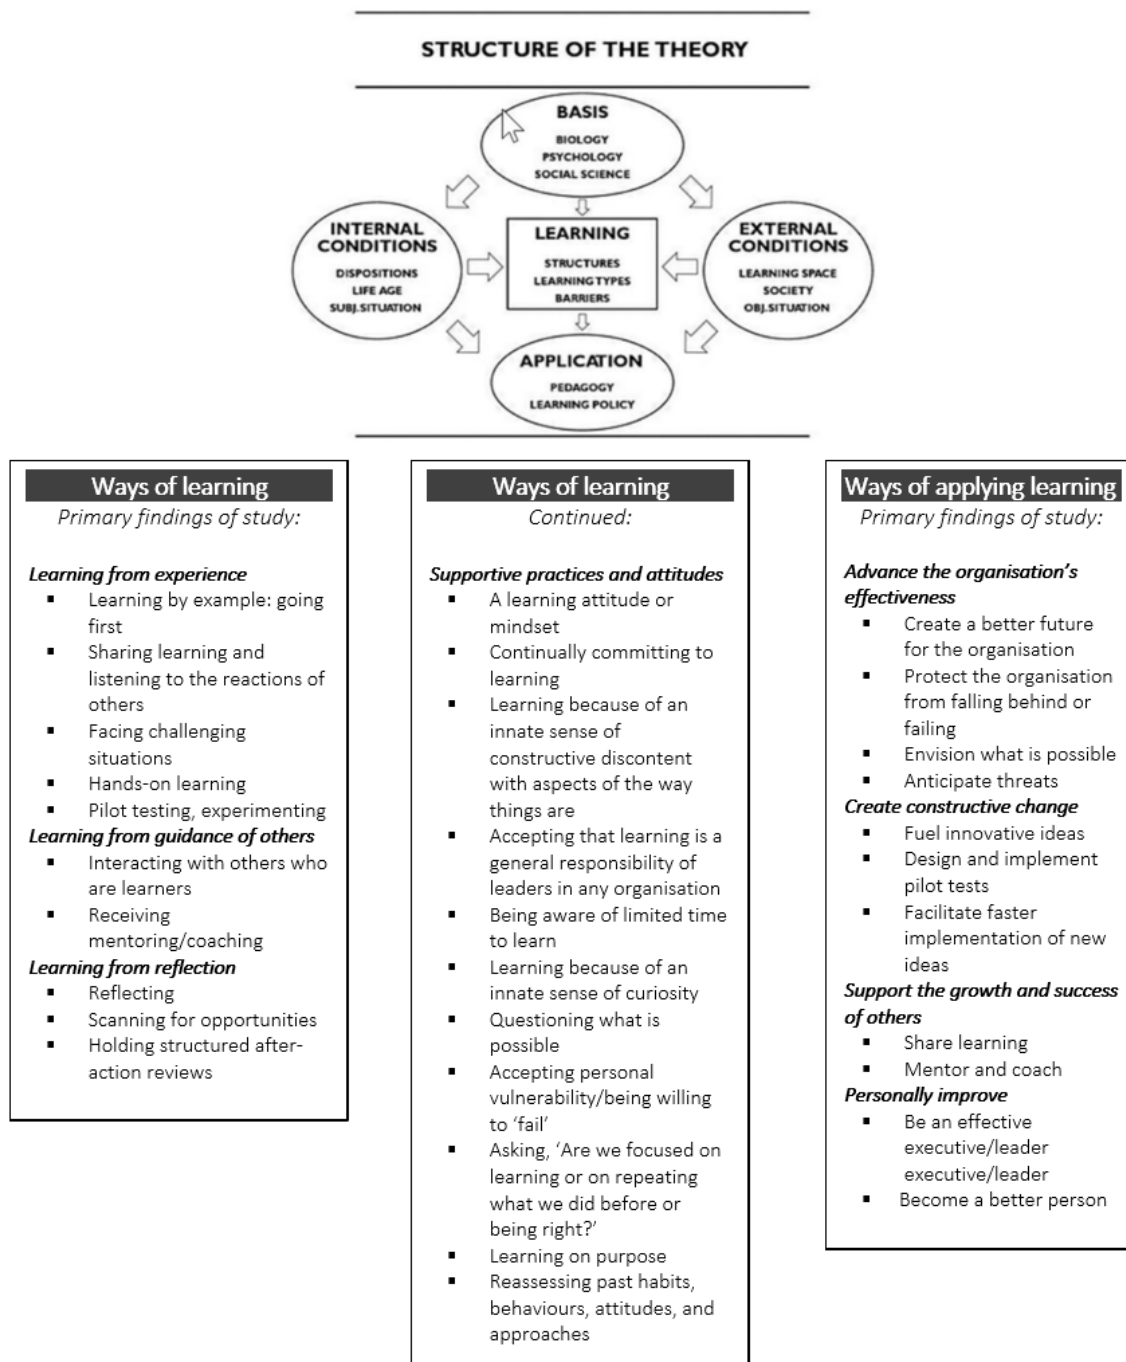 STRUCTURE OF THE THEORY
BASIS
BIOLOGY
PSYCHOLOGY
SOCIAL SCIENCE
INTERNAL
CONDITIONS
DISPOSITIONS
LIFE AGE
SUBJ.SITUATION
LEARNING
STRUCTURES
LEARNING TYPES
BARRIERS
EXTERNAL
CONDITIONS
LEARNING SPACE
SOCIETY
OBJ.SITUATION
APPLICATION
PEDAGOGY
LEARNING POLICY
Ways of learning
Primary findings of study:
Learning from experience
▪ Learning by example: going
first
▪ Sharing learning and
listening to the reactions of
others
▪ Facing challenging
situations
▪ Hands-on learning
▪ Pilot testing, experimenting
Learning from guidance of others
▪ Interacting with others who
are learners
▪ Receiving
mentoring/coaching
Learning from reflection
▪ Reflecting
▪ Scanning for opportunities
▪ Holding structured after-
action reviews
Ways of learning
Continued:
Supportive practices and attitudes
▪ A learning attitude or
mindset
▪ Continually committing to
learning
▪ Learning because of an
innate sense of
constructive discontent
with aspects of the way
things are
▪ Accepting that learning is a
general responsibility of
leaders in any organisation
▪ Being aware of limited time
to learn
▪ Learning because of an
innate sense of curiosity
▪ Questioning what is
possible
▪ Accepting personal
vulnerability/being willing
to ‘fail’
▪ Asking, ‘Are we focused on
learning or on repeating
what we did before or
being right?’
▪ Learning on purpose
▪ Reassessing past habits,
behaviours, attitudes, and
approaches
Ways of applying learning
Primary findings of study:
Advance the organisation’s
effectiveness
▪ Create a better future
for the organisation
▪ Protect the organisation
from falling behind or
failing
▪ Envision what is possible
▪ Anticipate threats
Create constructive change
▪ Fuel innovative ideas
▪ Design and implement
pilot tests
▪ Facilitate faster
implementation of new
ideas
Support the growth and success
of others
▪ Share learning
▪ Mentor and coach
Personally improve
▪ Be an effective
executive/leader
executive/leader
▪ Become a better person